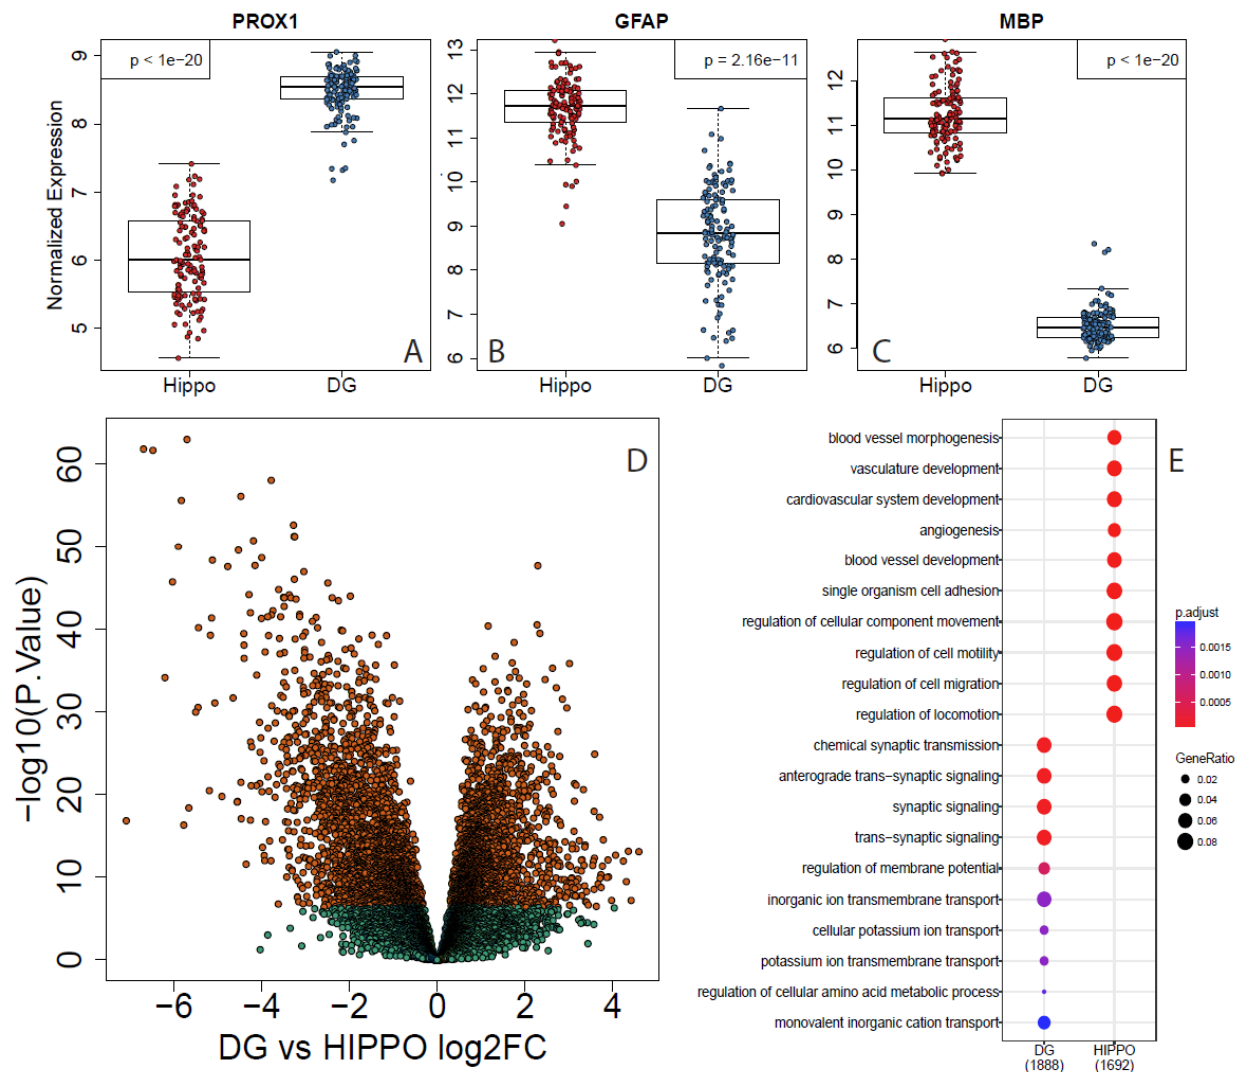 PROX1
GFAP
MBP
p < 1e−20
p = 2.16e−11
p < 1e−20
Normalized Expression
9
8
7
6
5
13
12
11
10
9
8
7
6
12
11
10
9
8
7
6
A
B
C
Hippo
DG
Hippo
DG
Hippo
DG
D
−log10(P.Value)
60
50
40
30
20
10
0
−6
−4
−2
0
2
4
DG vs HIPPO log2FC
E
blood vessel morphogenesis
vasculature development
cardiovascular system development
angiogenesis
blood vessel development
single organism cell adhesion
regulation of cellular component movement
regulation of cell motility
regulation of cell migration
regulation of locomotion
chemical synaptic transmission
anterograde trans−synaptic signaling
synaptic signaling
trans−synaptic signaling
regulation of membrane potential
inorganic ion transmembrane transport
cellular potassium ion transport
potassium ion transmembrane transport
regulation of cellular amino acid metabolic process
monovalent inorganic cation transport
DG
(1888)
HIPPO
(1692)
p.adjust
0.0015
0.0010
0.0005
GeneRatio
0.02
0.04
0.06
0.08